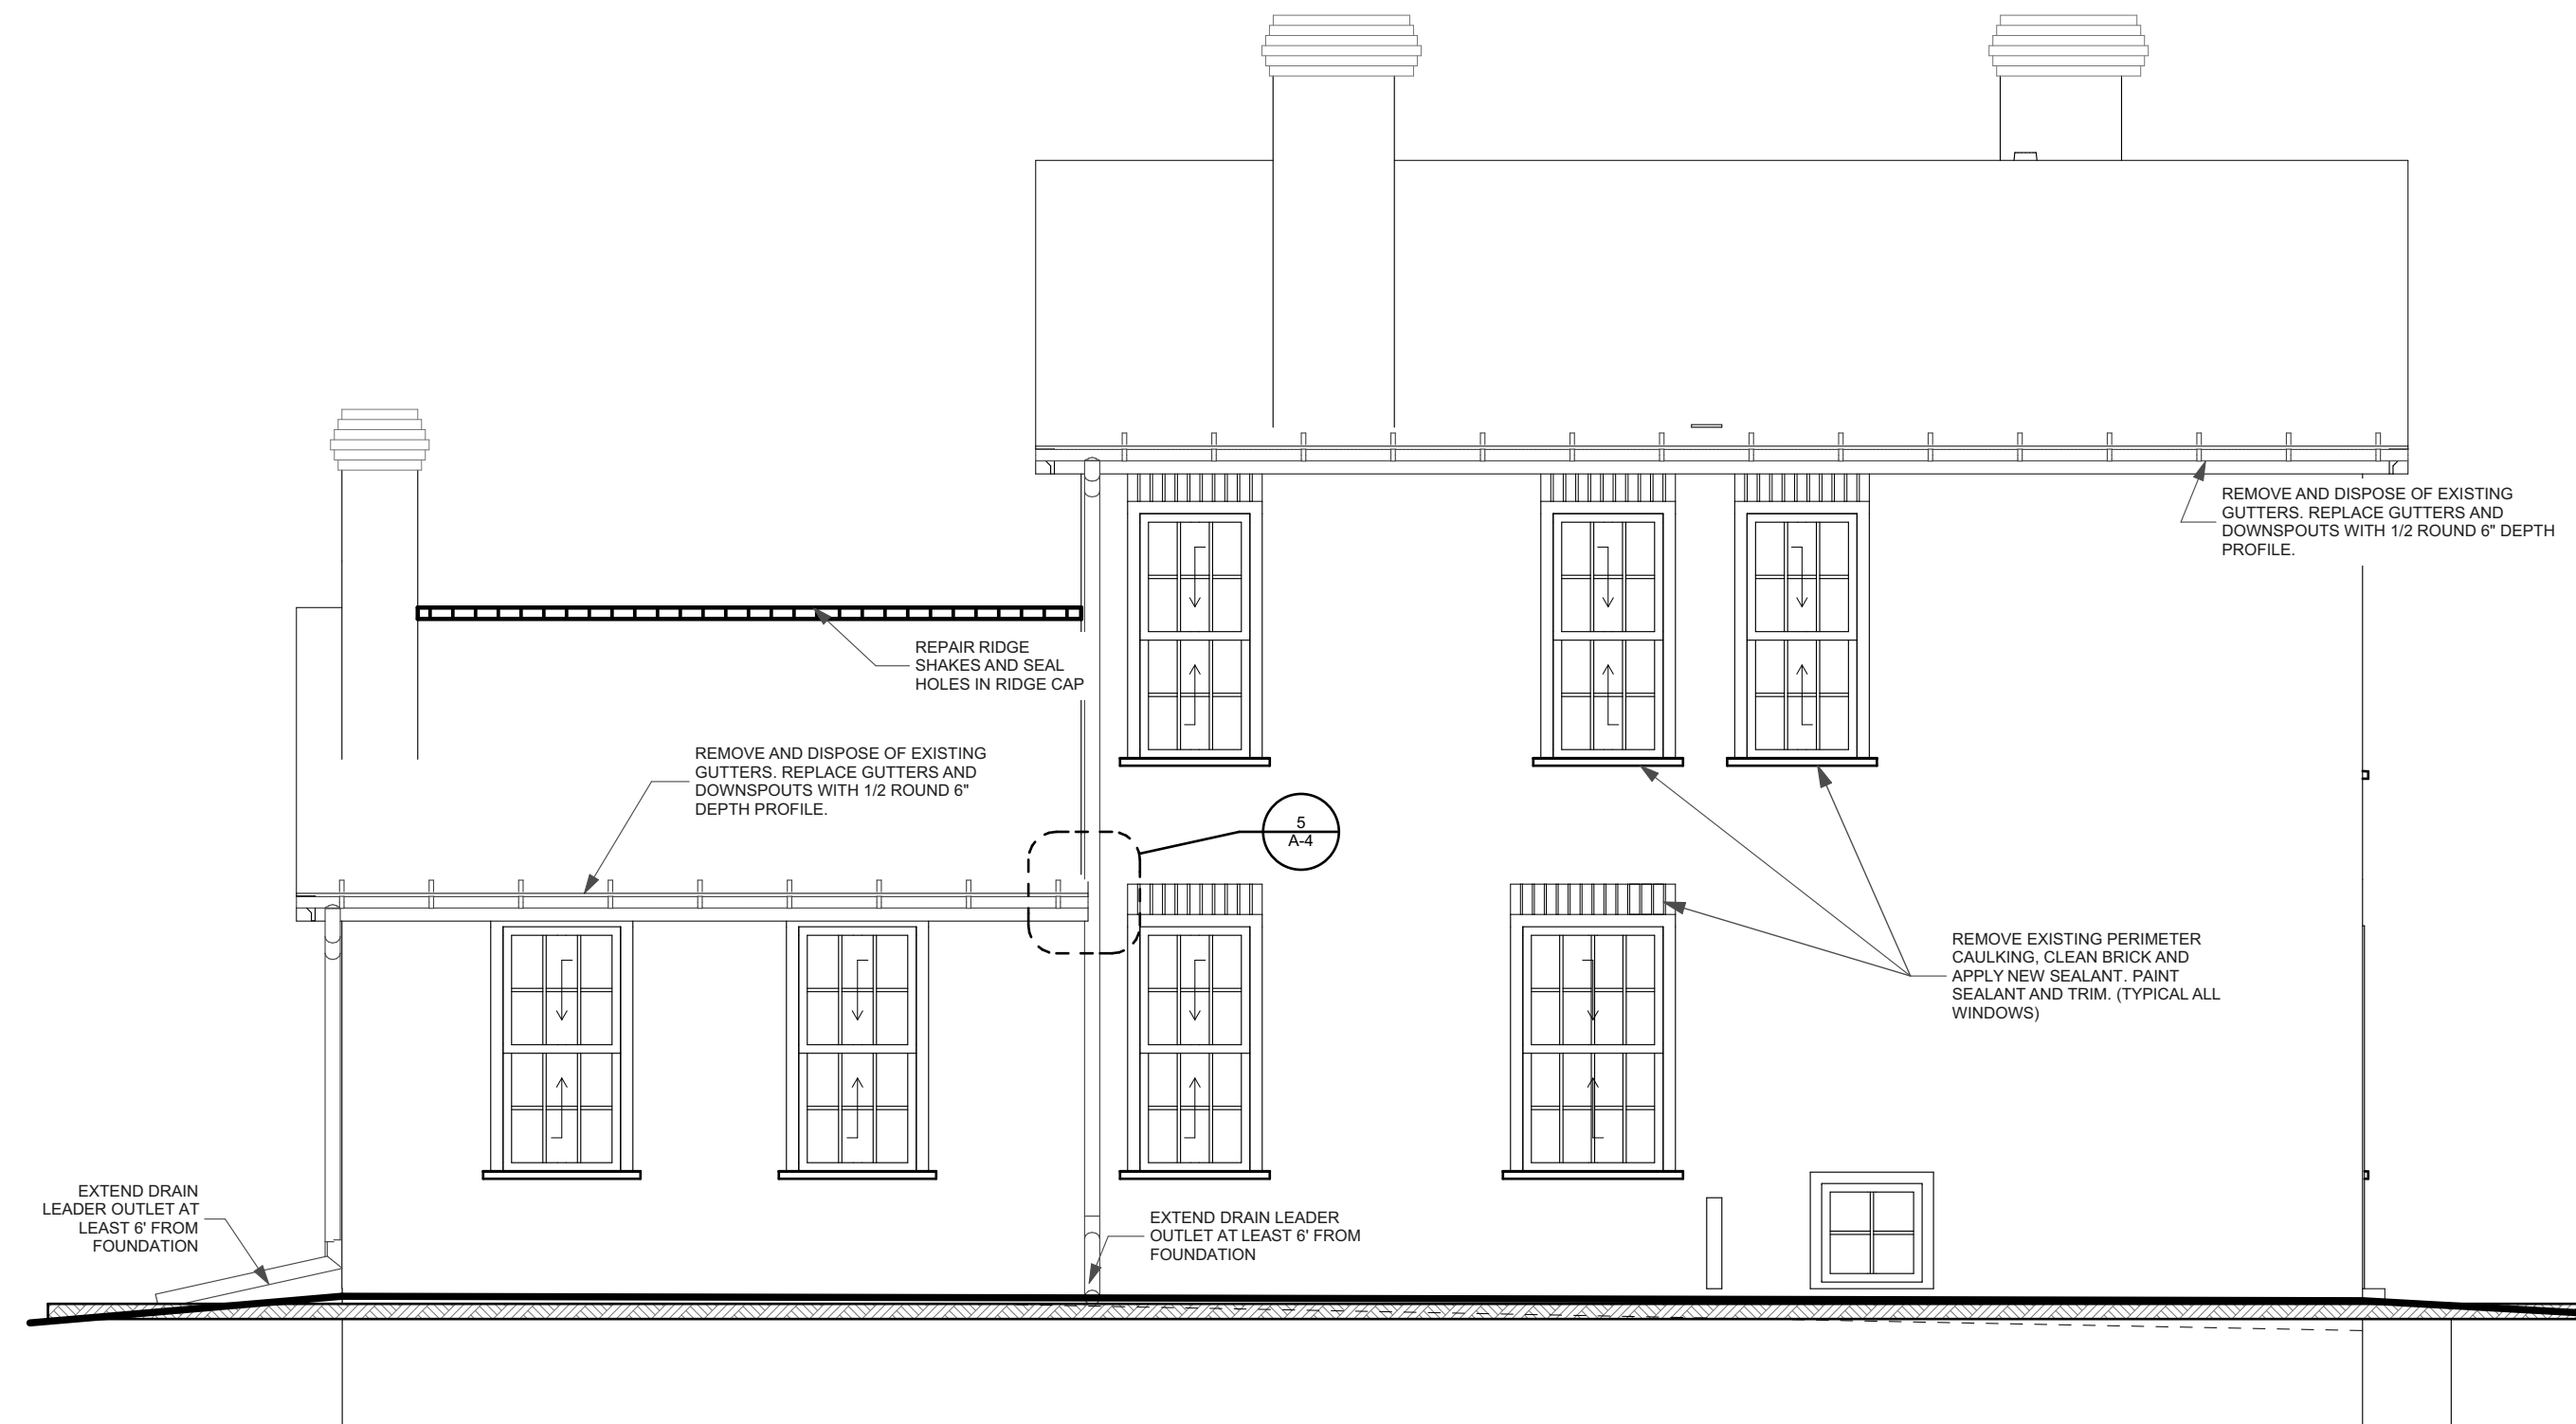 REMOVE AND DISPOSE OF EXISTING
GUTTERS. REPLACE GUTTERS AND
DOWNSPOUTS WITH 1/2 ROUND 6" DEPTH
PROFILE.
REPAIR RIDGE
SHAKES AND SEAL
HOLES IN RIDGE CAP
REMOVE AND DISPOSE OF EXISTING
GUTTERS. REPLACE GUTTERS AND
DOWNSPOUTS WITH 1/2 ROUND 6"
DEPTH PROFILE.
5
A-4
REMOVE EXISTING PERIMETER
CAULKING, CLEAN BRICK AND
APPLY NEW SEALANT. PAINT
SEALANT AND TRIM. (TYPICAL ALL
WINDOWS)
EXTEND DRAIN
LEADER OUTLET AT
LEAST 6' FROM
FOUNDATION
EXTEND DRAIN LEADER
OUTLET AT LEAST 6' FROM
FOUNDATION